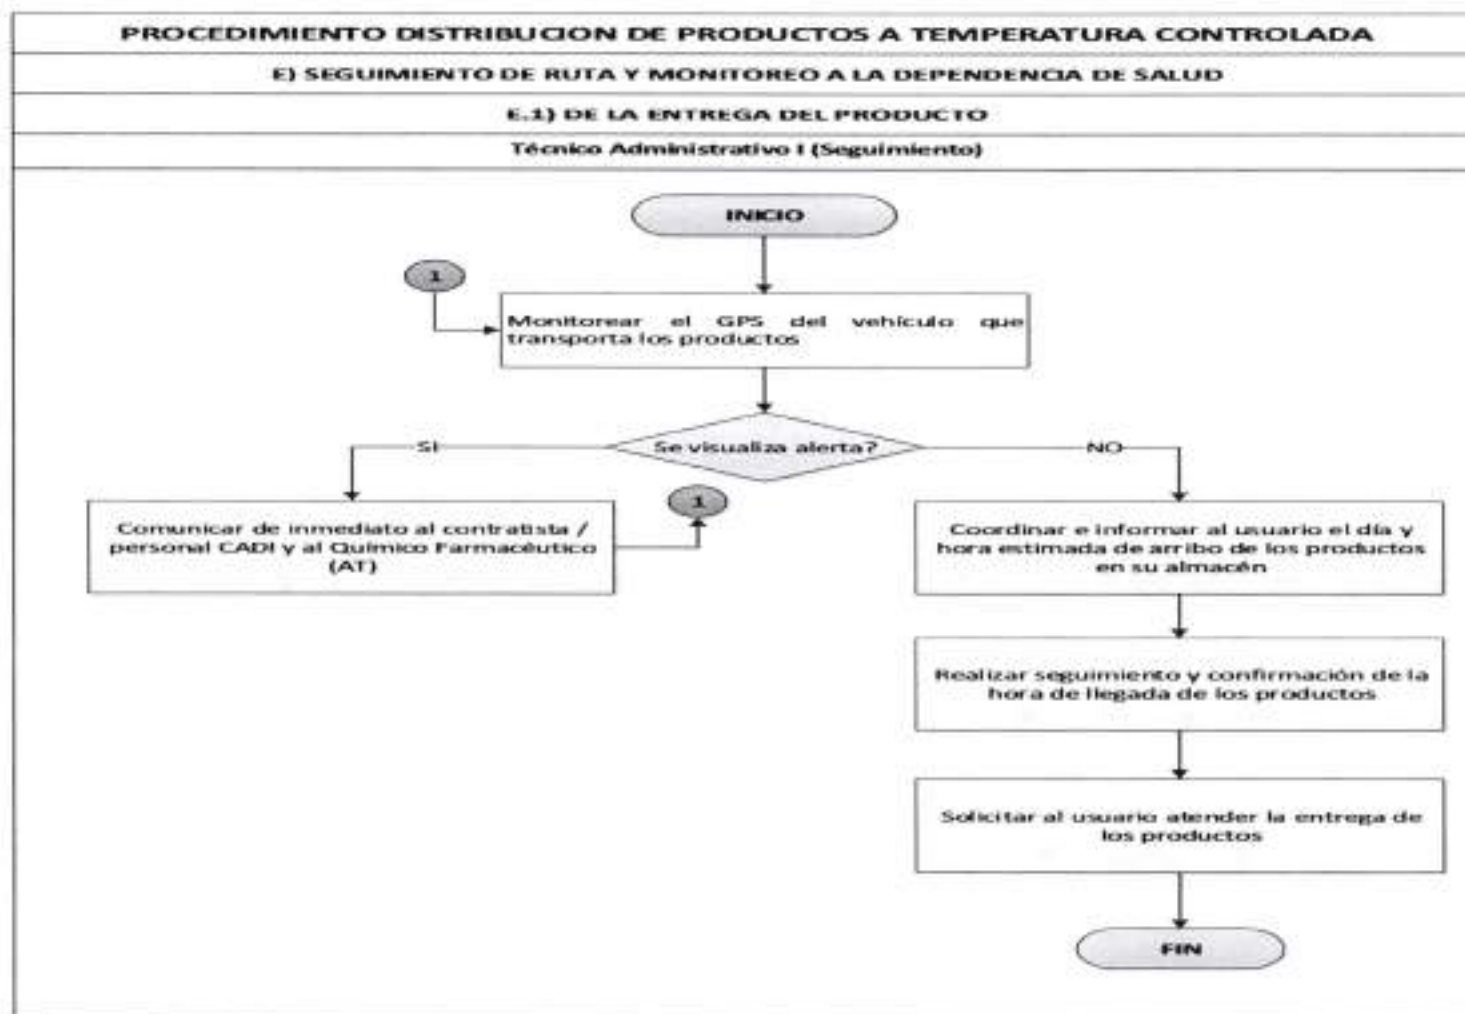 PROCEDIMIENTO DISTRIBUCION DE PRODUCTOS A TEMPERATURA CONTROLADA
E) SEGUIMIENTO DE RUTA Y MONITOREO A LA DEPENDENCIA DE SALUD
E.1) DE LA ENTREGA DEL PRODUCTO
Técnico Administrativo I (Seguimiento)
INICIO
1
Monitorear el GPS del vehículo que
transporta los productos
Se visualiza alerta?
SI
NO
1
Comunicar de inmediato al contratista /
personal CADI y al Químico Farmacéutico
(AT)
Coordinar e informar al usuario el día y
hora estimada de arribo de los productos
en su almacén
Realizar seguimiento y confirmación de la
hora de llegada de los productos
Solicitar al usuario atender la entrega de
los productos
FIN